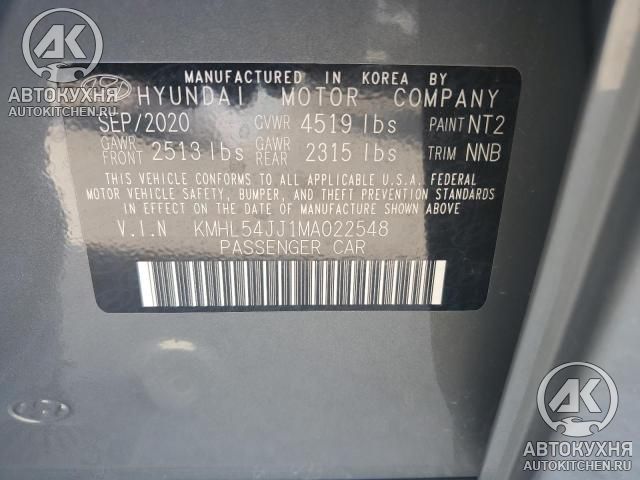 MANUFACTURED IN KOREA BY
HYUNDAI MOTOR COMPANY
SEP/2020 GVWR 4519 lbs PAINT NT2
GAWR FRONT 2513 lbs GAWR REAR 2315 lbs TRIM NNB
THIS VEHICLE CONFORMS TO ALL APPLICABLE U.S.A. FEDERAL
MOTOR VEHICLE SAFETY, BUMPER, AND THEFT PREVENTION STANDARDS
IN EFFECT ON THE DATE OF MANUFACTURE SHOWN ABOVE.
V.I.N KMHL54JJ1MA022548
PASSENGER CAR
АК
АВТОКУХНЯ
AUTOKITCHEN.RU
АК
АВТОКУХНЯ
AUTOKITCHEN.RU